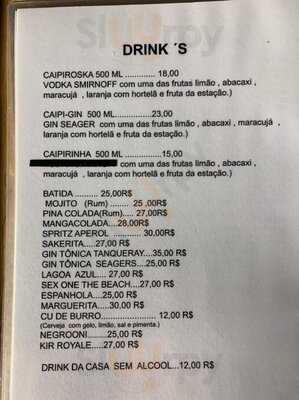 Sluurpy
DRINK ´S
CAIPIROSKA 500 ML ............. 18,00
VODKA SMIRNOFF com uma das frutas limão , abacaxi ,
maracujá , laranja com hortelã e fruta da estação.)
CAIPI-GIN 500 ML................23,00
GIN SEAGER com uma das frutas limão , abacaxi , maracujá ,
laranja com hortelã e fruta da estação.)
CAIPIRINHA 500 ML................15,00
com uma das frutas limão , abacaxi ,
maracujá , laranja com hortelã e fruta da estação.)
BATIDA .......... 25,00R$
MOJITO (Rum) ........ 25 ,00R$
PINA COLADA(Rum)..... 27,00R$
MANGACOLADA....28,00R$
SPRITZ APEROL ............ 30,00R$
SAKERITA.....27,00 R$
GIN TÔNICA TANQUERAY....35,00 R$
GIN TÔNICA SEAGERS....25,00 R$
LAGOA AZUL.... 27,00 R$
SEX ONE THE BEACH.....27,00 R$
ESPANHOLA....25,00 R$
MARGUERITA.....30,00 R$
CU DE BURRO......................... 12,00 R$
(Cerveja com gelo, limão, sal e pimenta.)
NEGROONI.......25,00 R$
KIR ROYALE.....27,00 R$
DRINK DA CASA SEM ALCOOL...12,00 R$